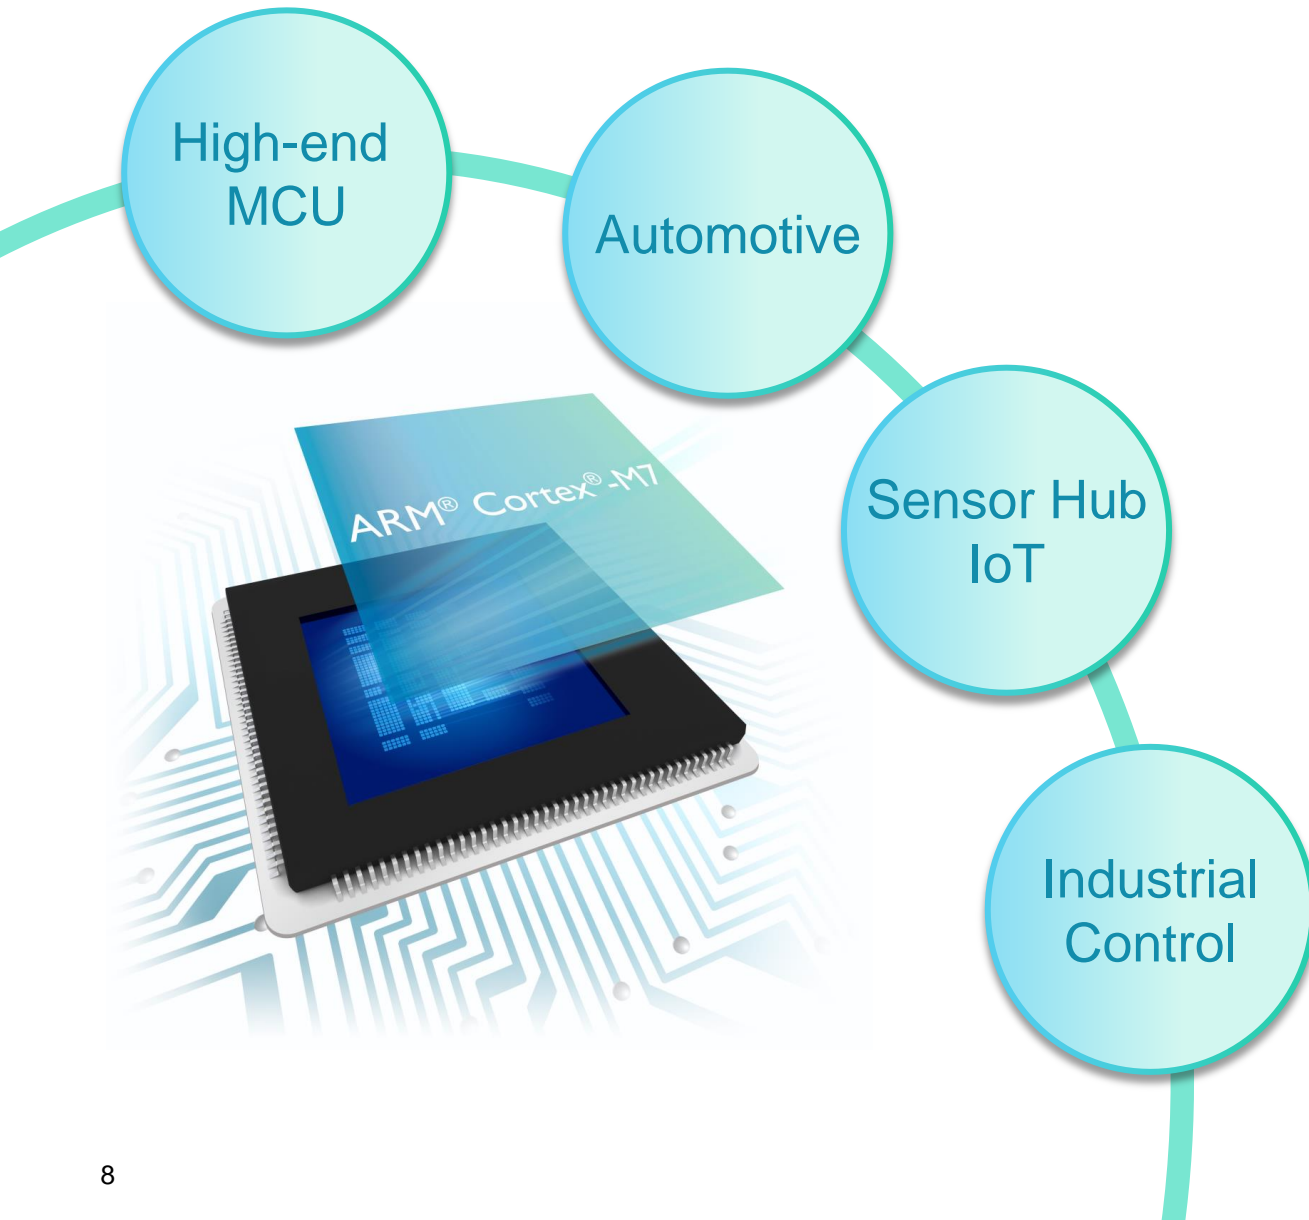 High-end
MCU
Automotive
Sensor Hub
IoT
ARM® Cortex®-M7
Industrial
Control
8